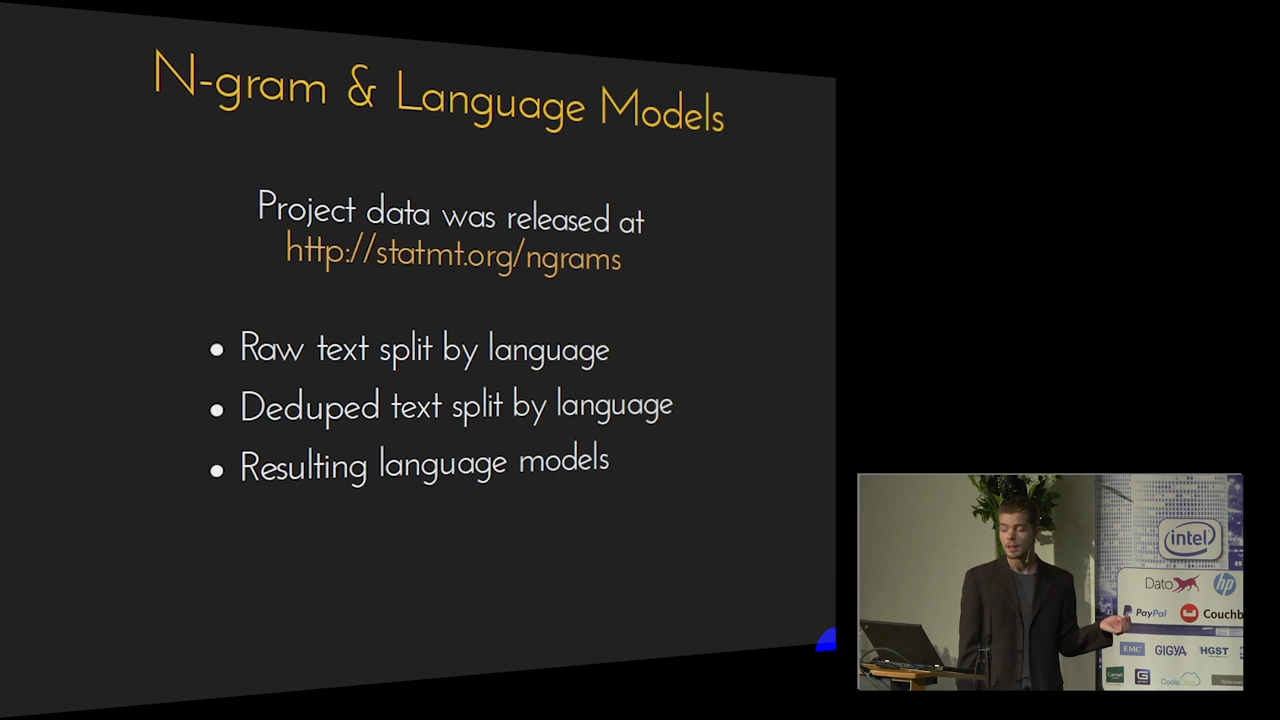 N-gram & Language Models
Project data was released at
http://statmt.org/ngrams
Raw text split by language
Deduped text split by language
Resulting language models
intel
Dato
hp
PayPal
Couchb
EMC²
GIGYA
HGST